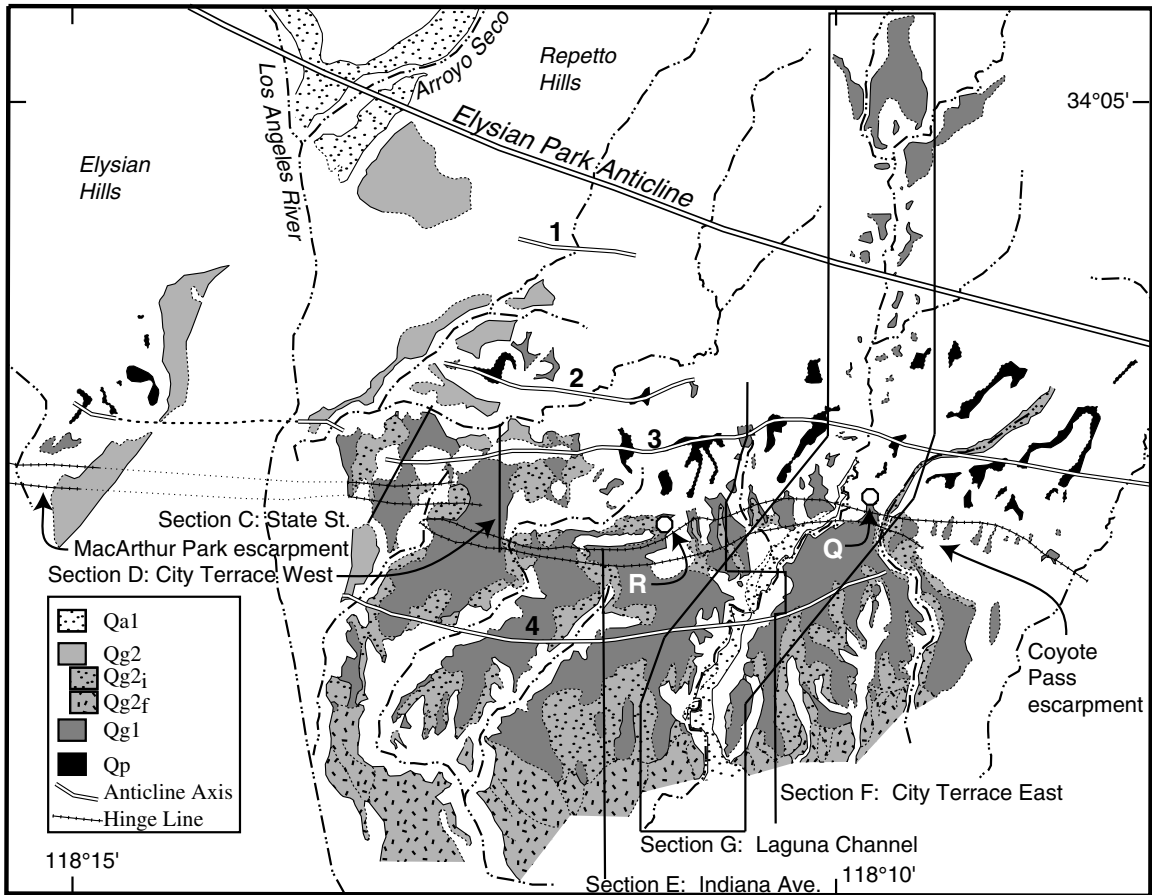 Arroyo Seco
Repetto
Hills
Los Angeles River
34°05'
Elysian Park Anticline
Elysian
Hills
1
2
3
Section C: State St.
MacArthur Park escarpment
Section D: City Terrace West
Q
R
4
Qa1
Qg2
Qg2i
Qg2f
Qg1
Qp
Anticline Axis
Hinge Line
Coyote
Pass
escarpment
Section F: City Terrace East
Section G: Laguna Channel
118°15'
118°10'
Section E: Indiana Ave.